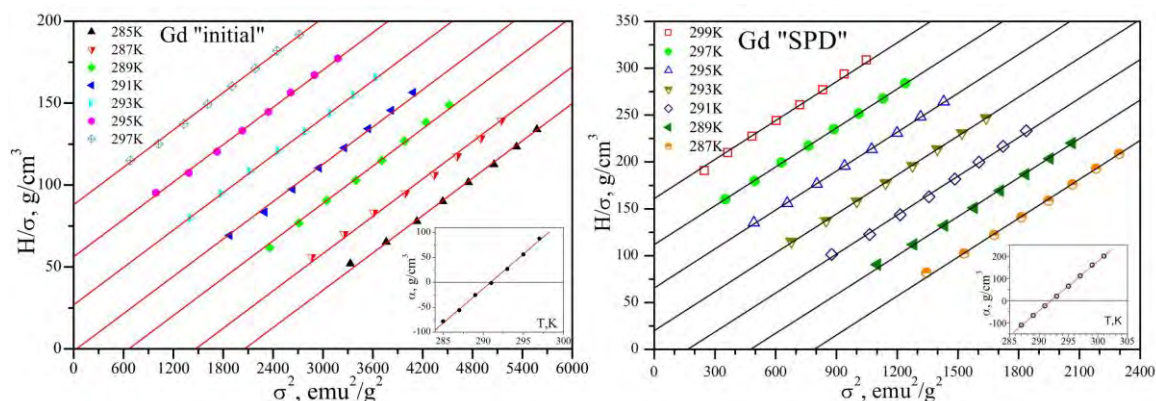 Gd "initial"
285K
287K
289K
291K
293K
295K
297K
H/σ, g/cm³
200
150
100
50
0
0 600 1200 1800 2400 3000 3600 4200 4800 5400 6000
σ², emu²/g²
α, g/cm³
100
50
0
-50
-100
285 290 295 300
T,K
Gd "SPD"
299K
297K
295K
293K
291K
289K
287K
H/σ, g/cm³
350
300
250
200
150
100
50
0
0 300 600 900 1200 1500 1800 2100 2400
σ², emu²/g²
α, g/cm³
200
100
0
-100
285 290 295 300 305
T,K